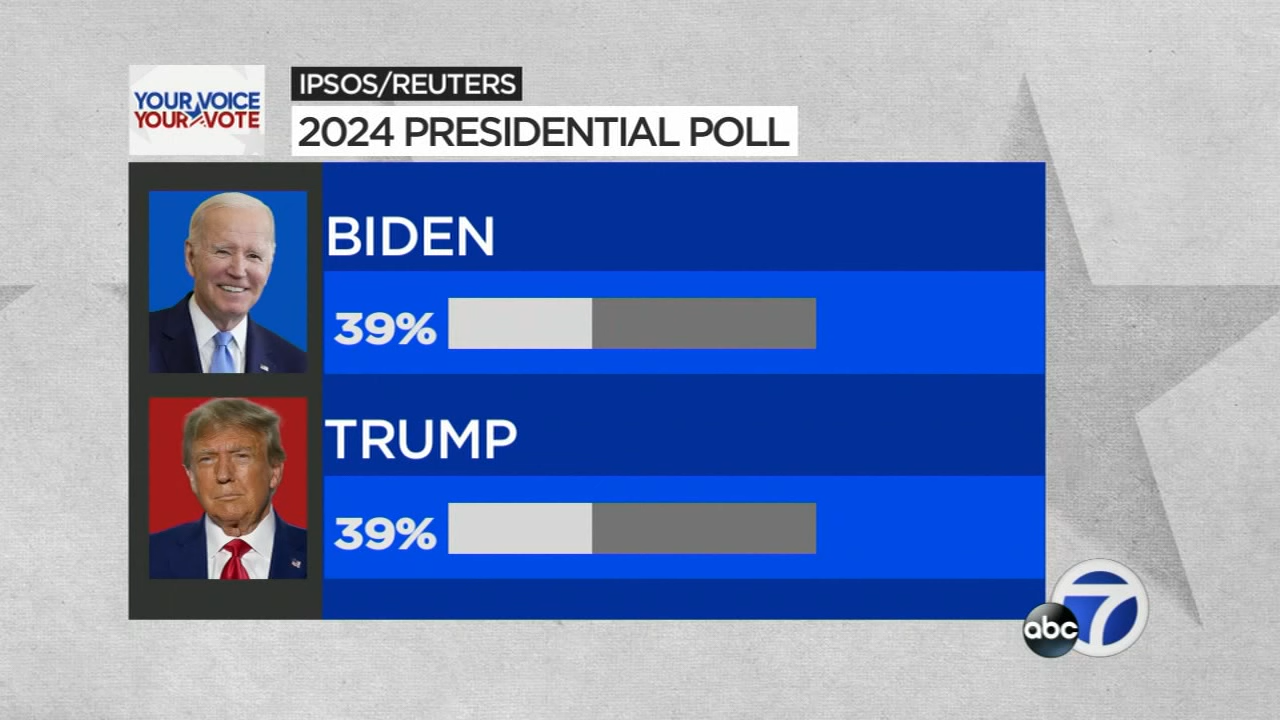 YOUR VOICE
YOUR VOTE
IPSOS/REUTERS
2024 PRESIDENTIAL POLL
BIDEN
39%
TRUMP
39%
abc 7